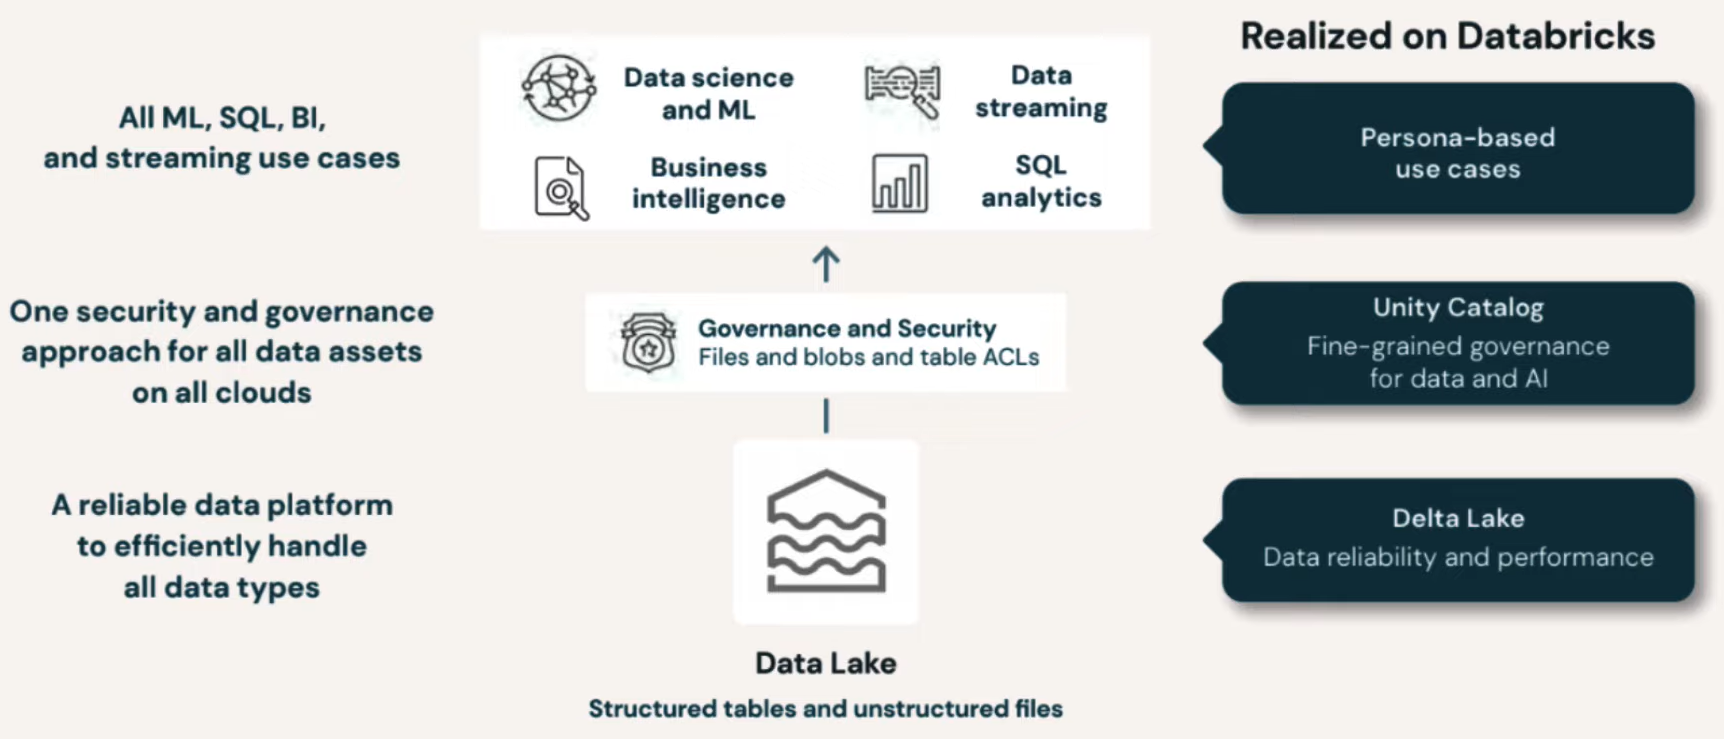 Realized on Databricks
All ML, SQL, BI,
and streaming use cases
Data science
and ML
Data
streaming
Business
intelligence
SQL
analytics
Persona-based
use cases
One security and governance
approach for all data assets
on all clouds
Governance and Security
Files and blobs and table ACLs
Unity Catalog
Fine-grained governance
for data and AI
A reliable data platform
to efficiently handle
all data types
Delta Lake
Data reliability and performance
Data Lake
Structured tables and unstructured files